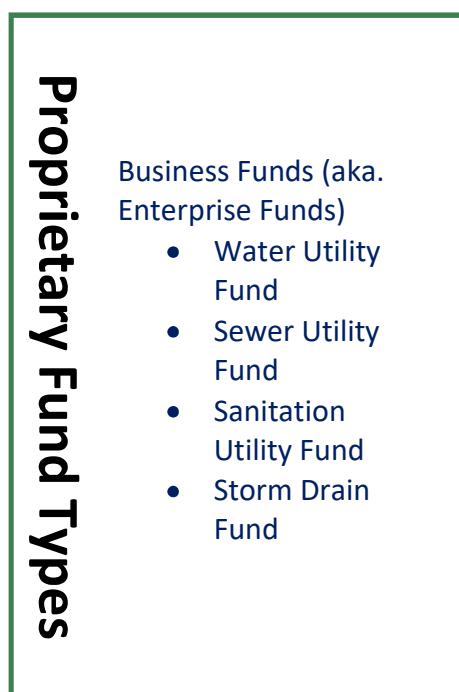 Proprietary Fund Types
Business Funds (aka.
Enterprise Funds)
• Water Utility
Fund
• Sewer Utility
Fund
• Sanitation
Utility Fund
• Storm Drain
Fund